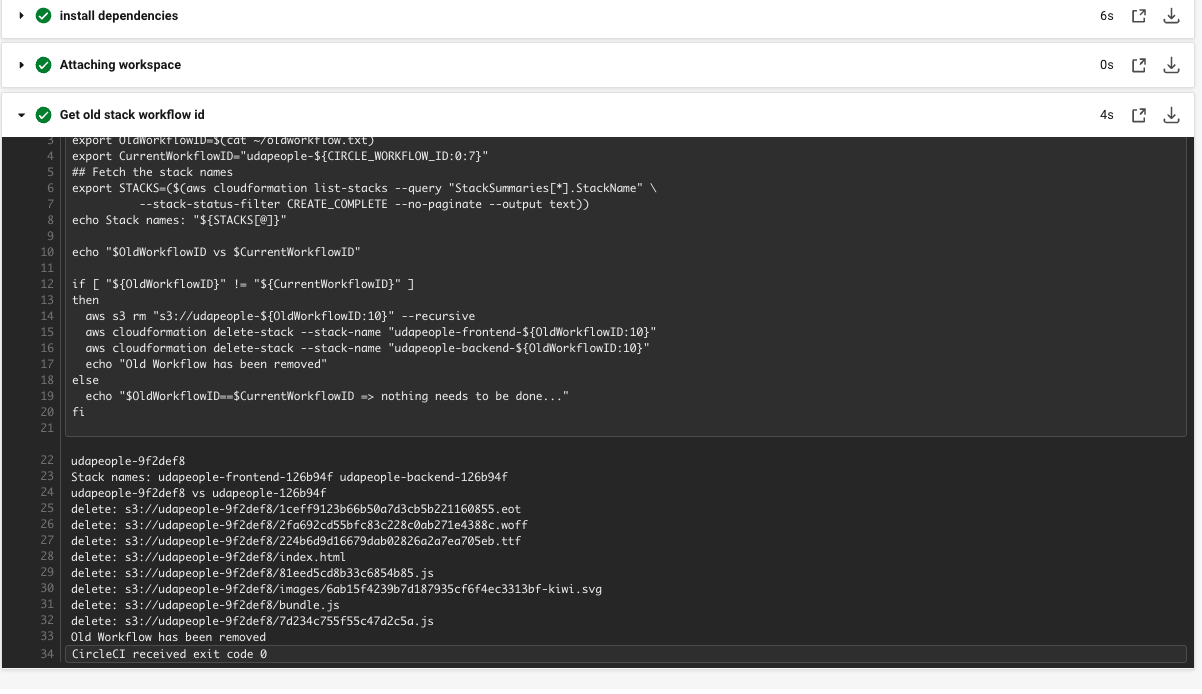 install dependencies 6s
Attaching workspace 0s
Get old stack workflow id 4s
3 export OldWorkflowID=$(cat ~/oldworkflow.txt)
4 export CurrentWorkflowID="udapeople-${CIRCLE_WORKFLOW_ID:0:7}"
5 ## Fetch the stack names
6 export STACKS=($(aws cloudformation list-stacks --query "StackSummaries[*].StackName" \
7 --stack-status-filter CREATE_COMPLETE --no-paginate --output text))
8 echo Stack names: "${STACKS[@]}"
9
10 echo "$OldWorkflowID vs $CurrentWorkflowID"
11
12 if [ "${OldWorkflowID}" != "${CurrentWorkflowID}" ]
13 then
14 aws s3 rm "s3://udapeople-${OldWorkflowID:10}" --recursive
15 aws cloudformation delete-stack --stack-name "udapeople-frontend-${OldWorkflowID:10}"
16 aws cloudformation delete-stack --stack-name "udapeople-backend-${OldWorkflowID:10}"
17 echo "Old Workflow has been removed"
18 else
19 echo "$OldWorkflowID==$CurrentWorkflowID => nothing needs to be done..."
20 fi
21
22 udapeople-9f2def8
23 Stack names: udapeople-frontend-126b94f udapeople-backend-126b94f
24 udapeople-9f2def8 vs udapeople-126b94f
25 delete: s3://udapeople-9f2def8/1ceff9123b66b50a7d3cb5b221160855.eot
26 delete: s3://udapeople-9f2def8/2fa692cd55bfc83c228c0ab271e4388c.woff
27 delete: s3://udapeople-9f2def8/224b6d9d16679dab02826a2a7ea705eb.ttf
28 delete: s3://udapeople-9f2def8/index.html
29 delete: s3://udapeople-9f2def8/81eed5cd8b33c6854b85.js
30 delete: s3://udapeople-9f2def8/images/6ab15f4239b7d187935cf6f4ec3313bf-kiwi.svg
31 delete: s3://udapeople-9f2def8/bundle.js
32 delete: s3://udapeople-9f2def8/7d234c755f55c47d2c5a.js
33 Old Workflow has been removed
34 CircleCI received exit code 0